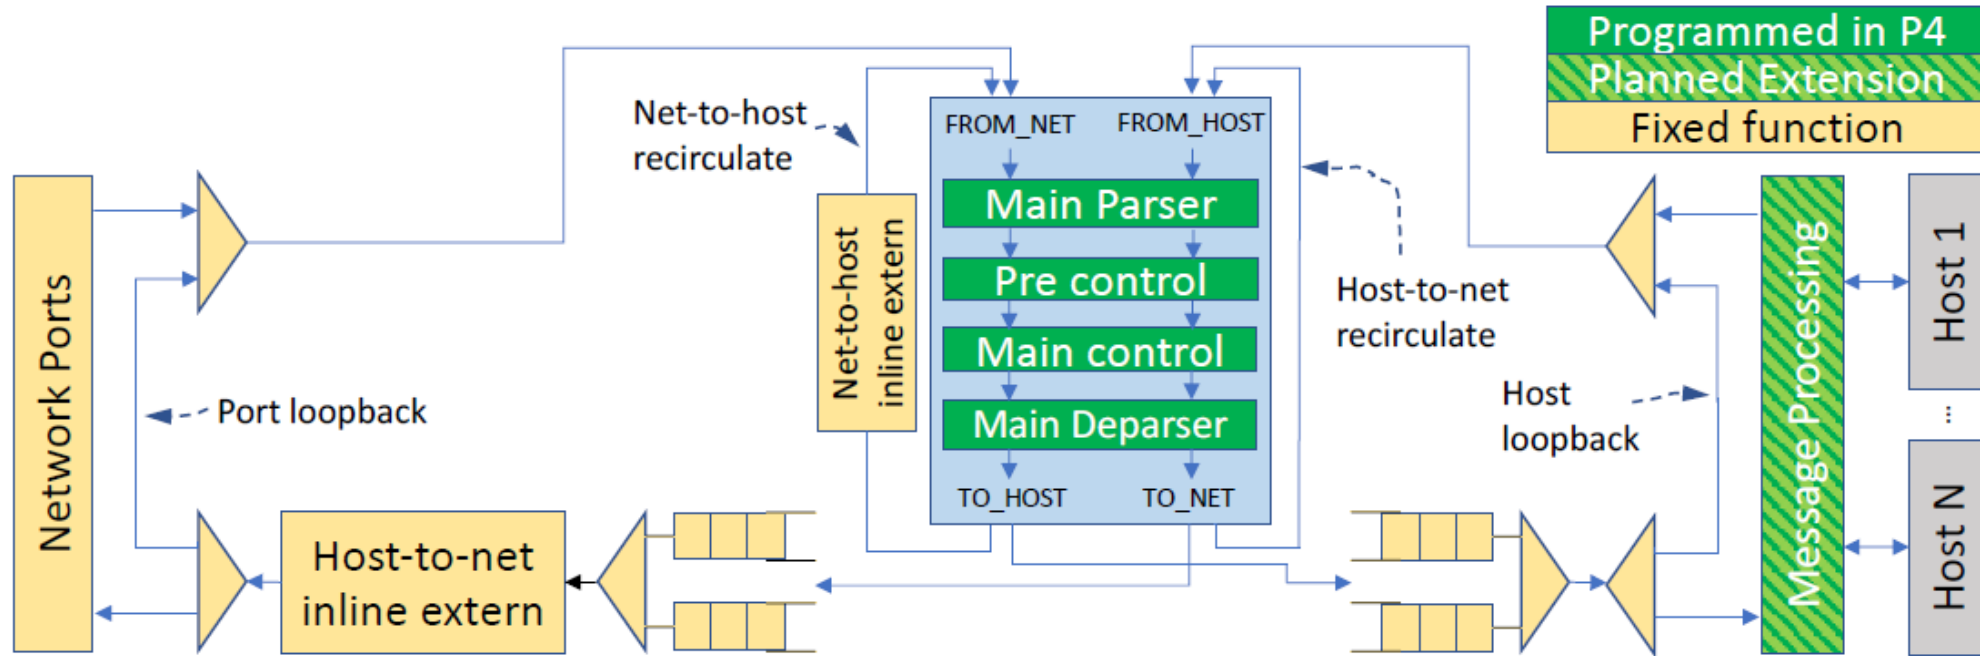 Programmed in P4
Planned Extension
Fixed function
Net-to-host
recirculate
FROM_NET
FROM_HOST
Main Parser
Pre control
Main control
Main Deparser
TO_HOST
TO_NET
Net-to-host
inline extern
Host-to-net
recirculate
Network Ports
Port loopback
Host-to-net
inline extern
Host
loopback
Message Processing
Host 1
...
Host N